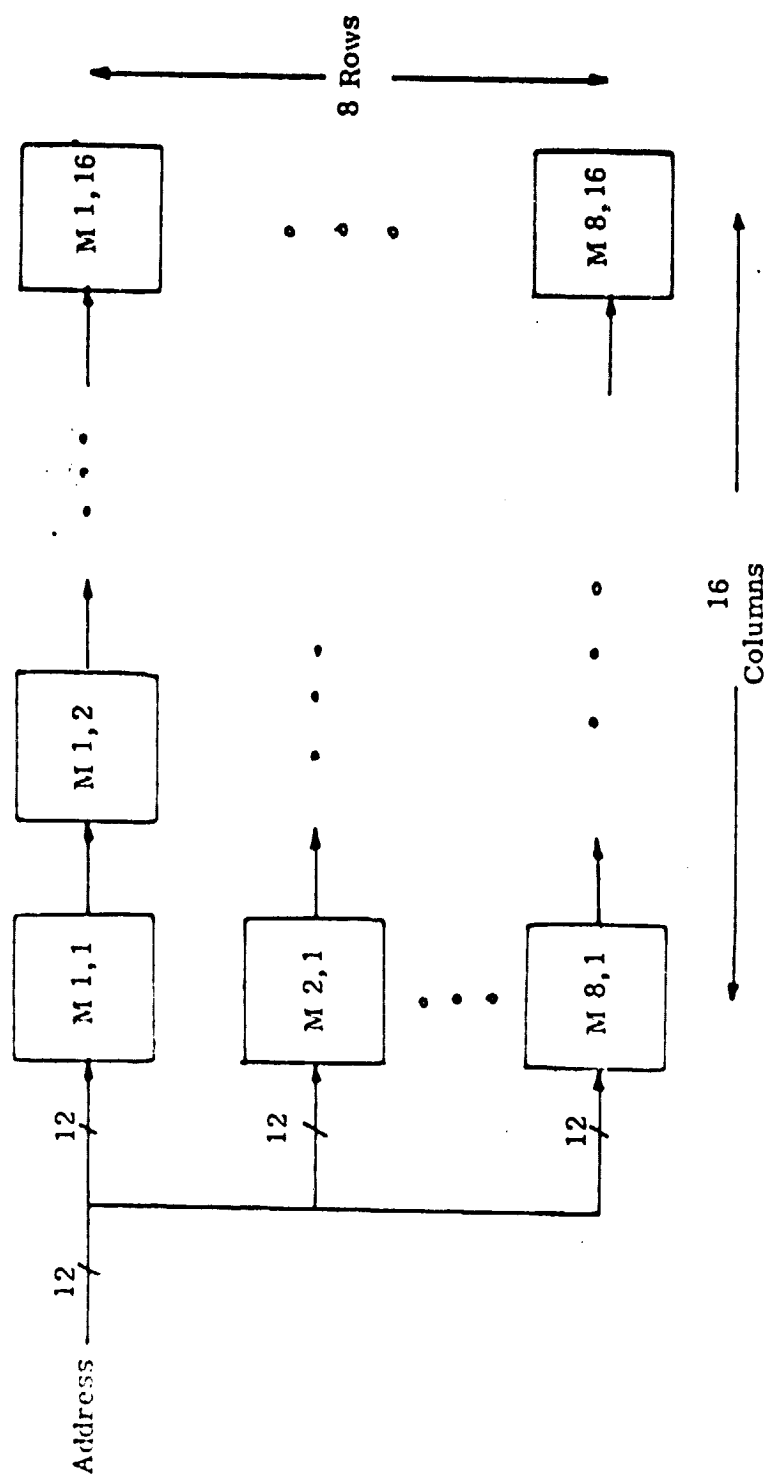 Address
12
12
12
12
M 1, 1
M 1, 2
M 1, 16
M 2, 1
M 8, 1
M 8, 16
8 Rows
16
Columns